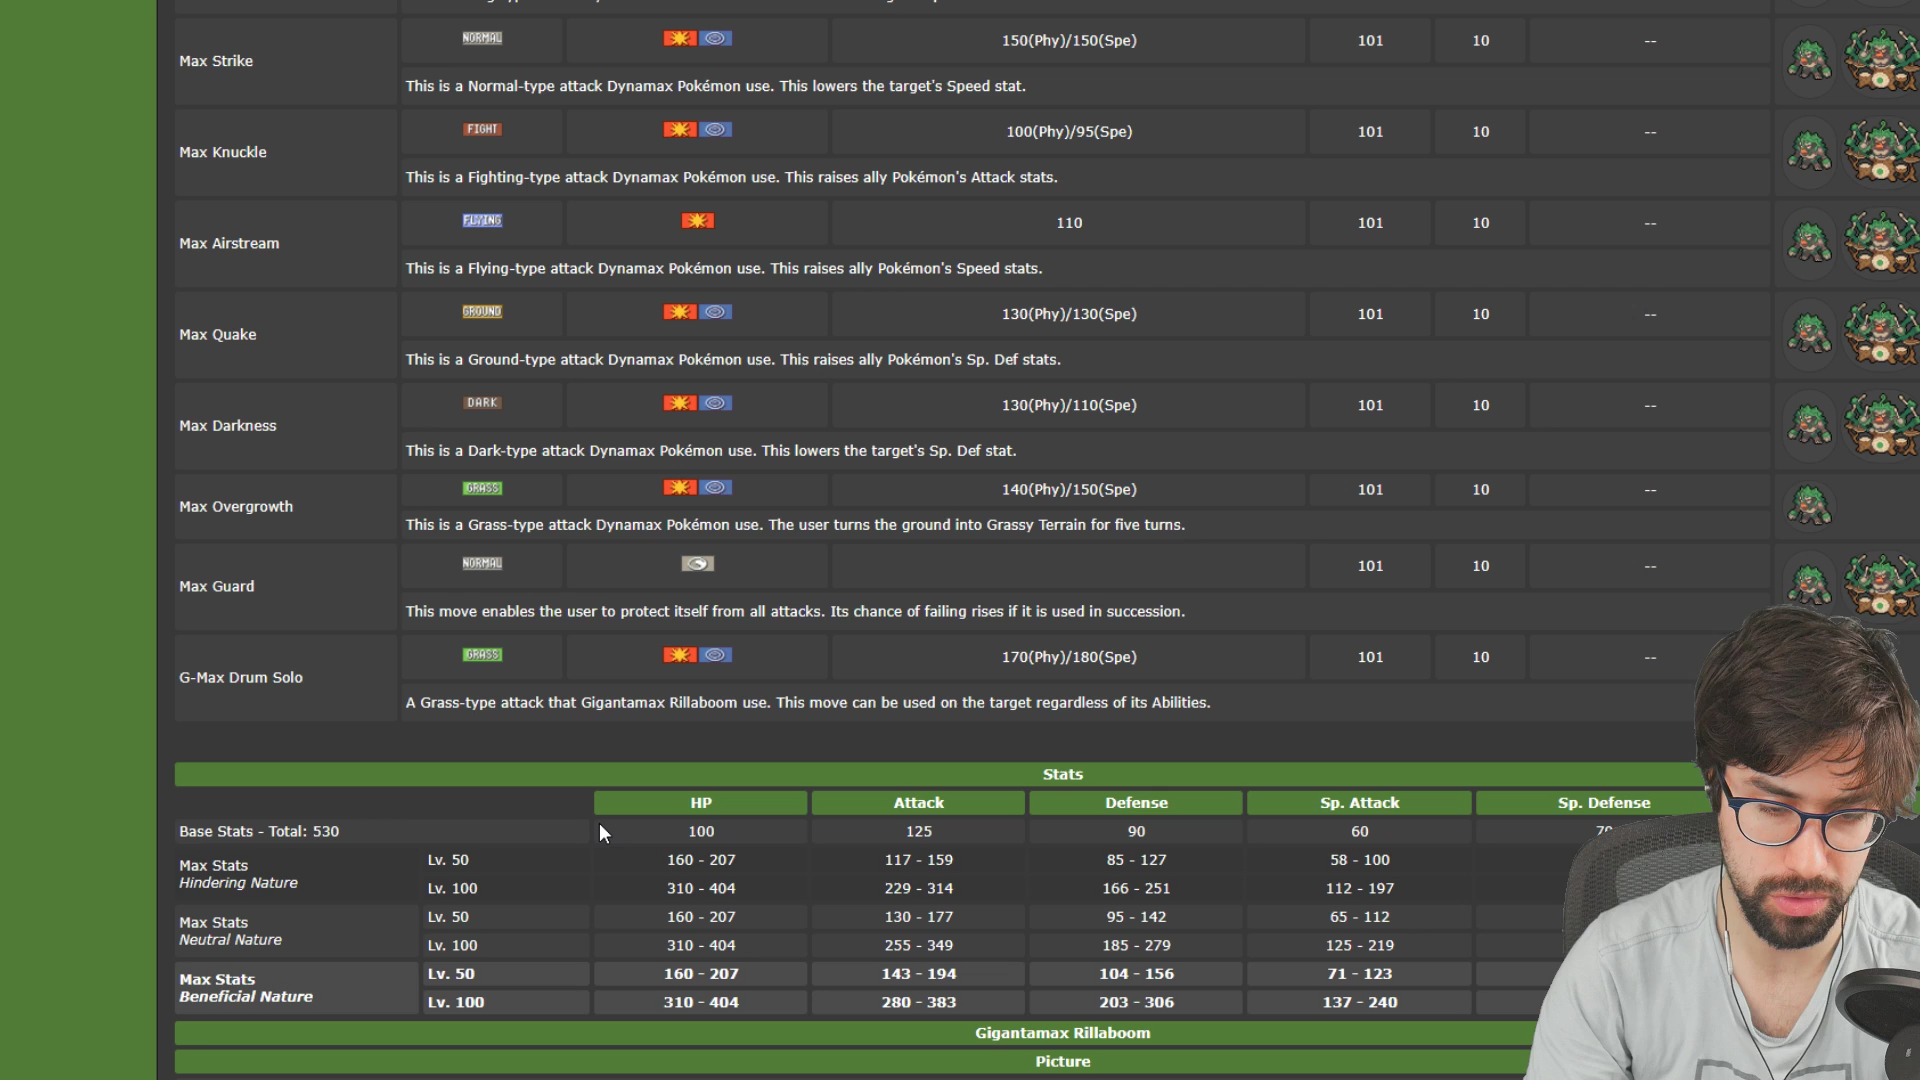 Max Strike
NORMAL
150(Phy)/150(Spe) 101 10 --
This is a Normal-type attack Dynamax Pokémon use. This lowers the target's Speed stat.
Max Knuckle
FIGHT
100(Phy)/95(Spe) 101 10 --
This is a Fighting-type attack Dynamax Pokémon use. This raises ally Pokémon's Attack stats.
Max Airstream
FLYING
110 101 10 --
This is a Flying-type attack Dynamax Pokémon use. This raises ally Pokémon's Speed stats.
Max Quake
GROUND
130(Phy)/130(Spe) 101 10 --
This is a Ground-type attack Dynamax Pokémon use. This raises ally Pokémon's Sp. Def stats.
Max Darkness
DARK
130(Phy)/110(Spe) 101 10 --
This is a Dark-type attack Dynamax Pokémon use. This lowers the target's Sp. Def stat.
Max Overgrowth
GRASS
140(Phy)/150(Spe) 101 10 --
This is a Grass-type attack Dynamax Pokémon use. The user turns the ground into Grassy Terrain for five turns.
Max Guard
NORMAL
101 10 --
This move enables the user to protect itself from all attacks. Its chance of failing rises if it is used in succession.
G-Max Drum Solo
GRASS
170(Phy)/180(Spe) 101 10 --
A Grass-type attack that Gigantamax Rillaboom use. This move can be used on the target regardless of its Abilities.
Stats
HP Attack Defense Sp. Attack Sp. Defense
Base Stats - Total: 530 100 125 90 60
Max Stats
Hindering Nature
Lv. 50 160 - 207 117 - 159 85 - 127 58 - 100
Lv. 100 310 - 404 229 - 314 166 - 251 112 - 197
Max Stats
Neutral Nature
Lv. 50 160 - 207 130 - 177 95 - 142 65 - 112
Lv. 100 310 - 404 255 - 349 185 - 279 125 - 219
Max Stats
Beneficial Nature
Lv. 50 160 - 207 143 - 194 104 - 156 71 - 123
Lv. 100 310 - 404 280 - 383 203 - 306 137 - 240
Gigantamax Rillaboom
Picture